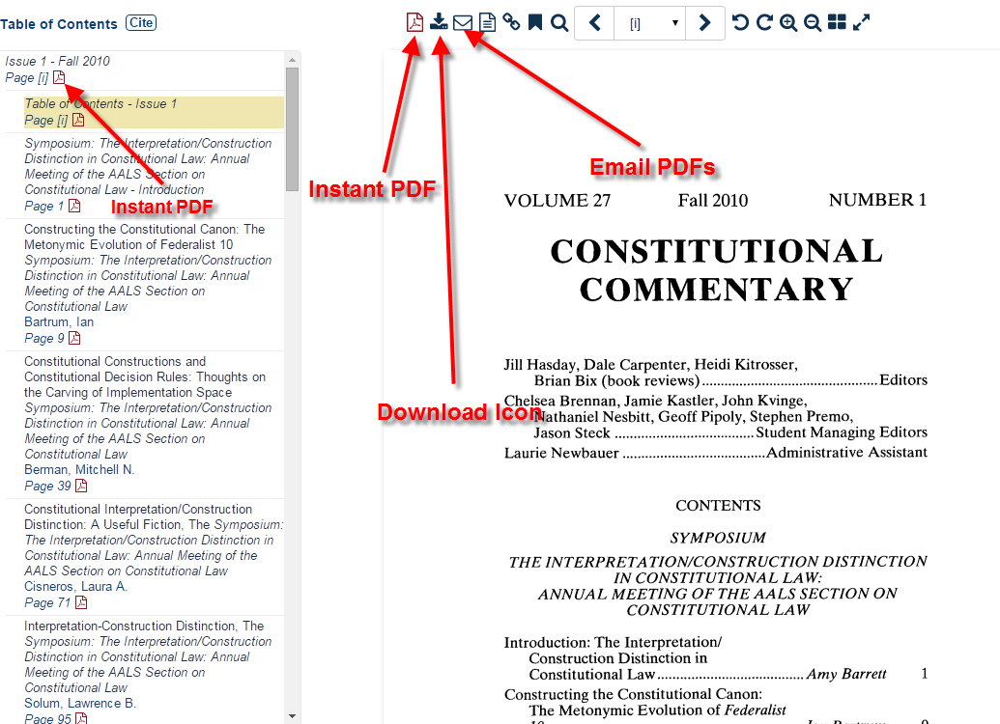 Table of Contents Cite
[i]
Issue 1 - Fall 2010
Page [i]
Table of Contents - Issue 1
Page [i]
Symposium: The Interpretation/Construction
Distinction in Constitutional Law: Annual
Meeting of the AALS Section on
Constitutional Law - Introduction
Page 1
Instant PDF
Constructing the Constitutional Canon: The
Metonymic Evolution of Federalist 10
Symposium: The Interpretation/Construction
Distinction in Constitutional Law: Annual
Meeting of the AALS Section on
Constitutional Law
Bartrum, Ian
Page 9
Constitutional Constructions and
Constitutional Decision Rules: Thoughts on
the Carving of Implementation Space
Symposium: The Interpretation/Construction
Distinction in Constitutional Law: Annual
Meeting of the AALS Section on
Constitutional Law
Berman, Mitchell N.
Page 39
Constitutional Interpretation/Construction
Distinction: A Useful Fiction, The Symposium:
The Interpretation/Construction Distinction in
Constitutional Law: Annual Meeting of the
AALS Section on Constitutional Law
Cisneros, Laura A.
Page 71
Interpretation-Construction Distinction, The
Symposium: The Interpretation/Construction
Distinction in Constitutional Law: Annual
Meeting of the AALS Section on
Constitutional Law
Solum, Lawrence B.
Page 95
Instant PDF
Email PDFs
Download Icon
VOLUME 27 Fall 2010 NUMBER 1
CONSTITUTIONAL
COMMENTARY
Jill Hasday, Dale Carpenter, Heidi Kitrosser,
Brian Bix (book reviews) ............................................. Editors
Chelsea Brennan, Jamie Kastler, John Kvinge,
Nathaniel Nesbitt, Geoff Pipoly, Stephen Premo,
Jason Steck ................................... Student Managing Editors
Laurie Newbauer .................................... Administrative Assistant
CONTENTS
SYMPOSIUM
THE INTERPRETATION/CONSTRUCTION DISTINCTION
IN CONSTITUTIONAL LAW:
ANNUAL MEETING OF THE AALS SECTION ON
CONSTITUTIONAL LAW
Introduction: The Interpretation/
Construction Distinction in
Constitutional Law ..................................... Amy Barrett 1
Constructing the Constitutional Canon:
The Metonymic Evolution of Federalist